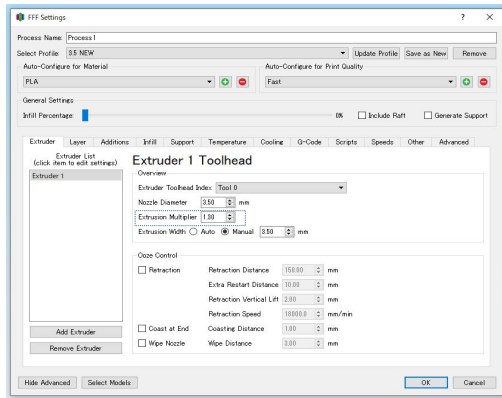 FFF Settings ? ×
Process Name: Process1
Select Profile: 3.5 NEW Update Profile Save as New Remove
Auto-Configure for Material Auto-Configure for Print Quality
PLA Fast
General Settings
Infill Percentage: 0% Include Raft Generate Support
Extruder Layer Additions Infill Support Temperature Cooling G-Code Scripts Speeds Other Advanced
Extruder List
(click item to edit settings)
Extruder 1
Add Extruder
Remove Extruder
Extruder 1 Toolhead
Overview
Extruder Toolhead Index Tool 0
Nozzle Diameter 3.50 mm
Extrusion Multiplier
Extrusion Width Auto Manual 3.50 mm
Ooze Control
Retraction Retraction Distance 150.00 mm
Extra Restart Distance 10.00 mm
Retraction Vertical Lift 2.00 mm
Retraction Speed 18000.0 mm/min
Coast at End Coasting Distance 1.00 mm
Wipe Nozzle Wipe Distance 3.00 mm
Hide Advanced Select Models OK Cancel